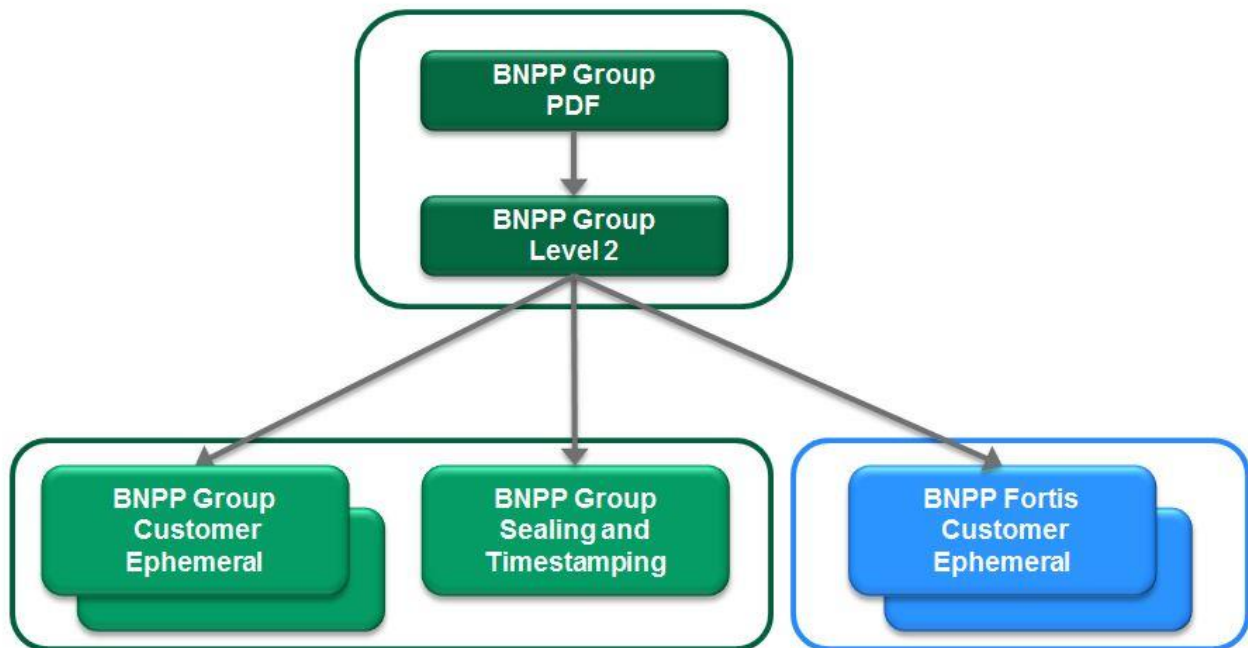 BNPP Group
PDF
BNPP Group
Level 2
BNPP Group
Customer
Ephemeral
BNPP Group
Sealing and
Timestamping
BNPP Fortis
Customer
Ephemeral